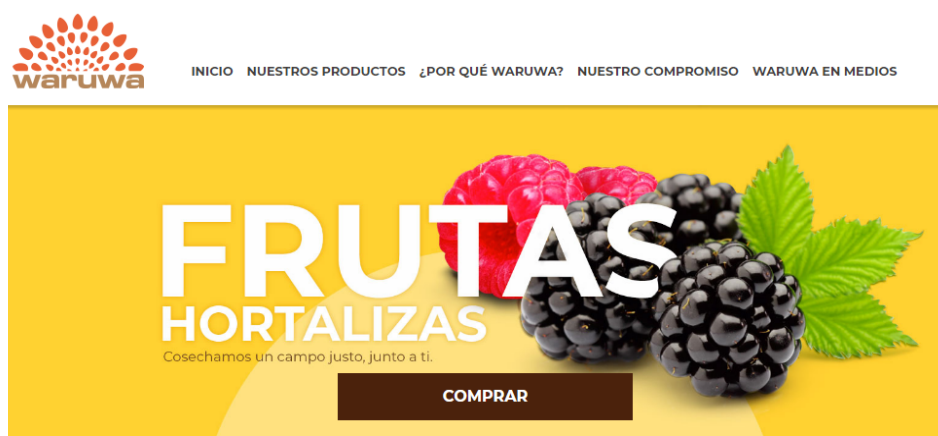 waruwa
INICIO NUESTROS PRODUCTOS ¿POR QUÉ WARUWA? NUESTRO COMPROMISO WARUWA EN MEDIOS
FRUTAS
HORTALIZAS
Cosechamos un campo justo, junto a ti.
COMPRAR